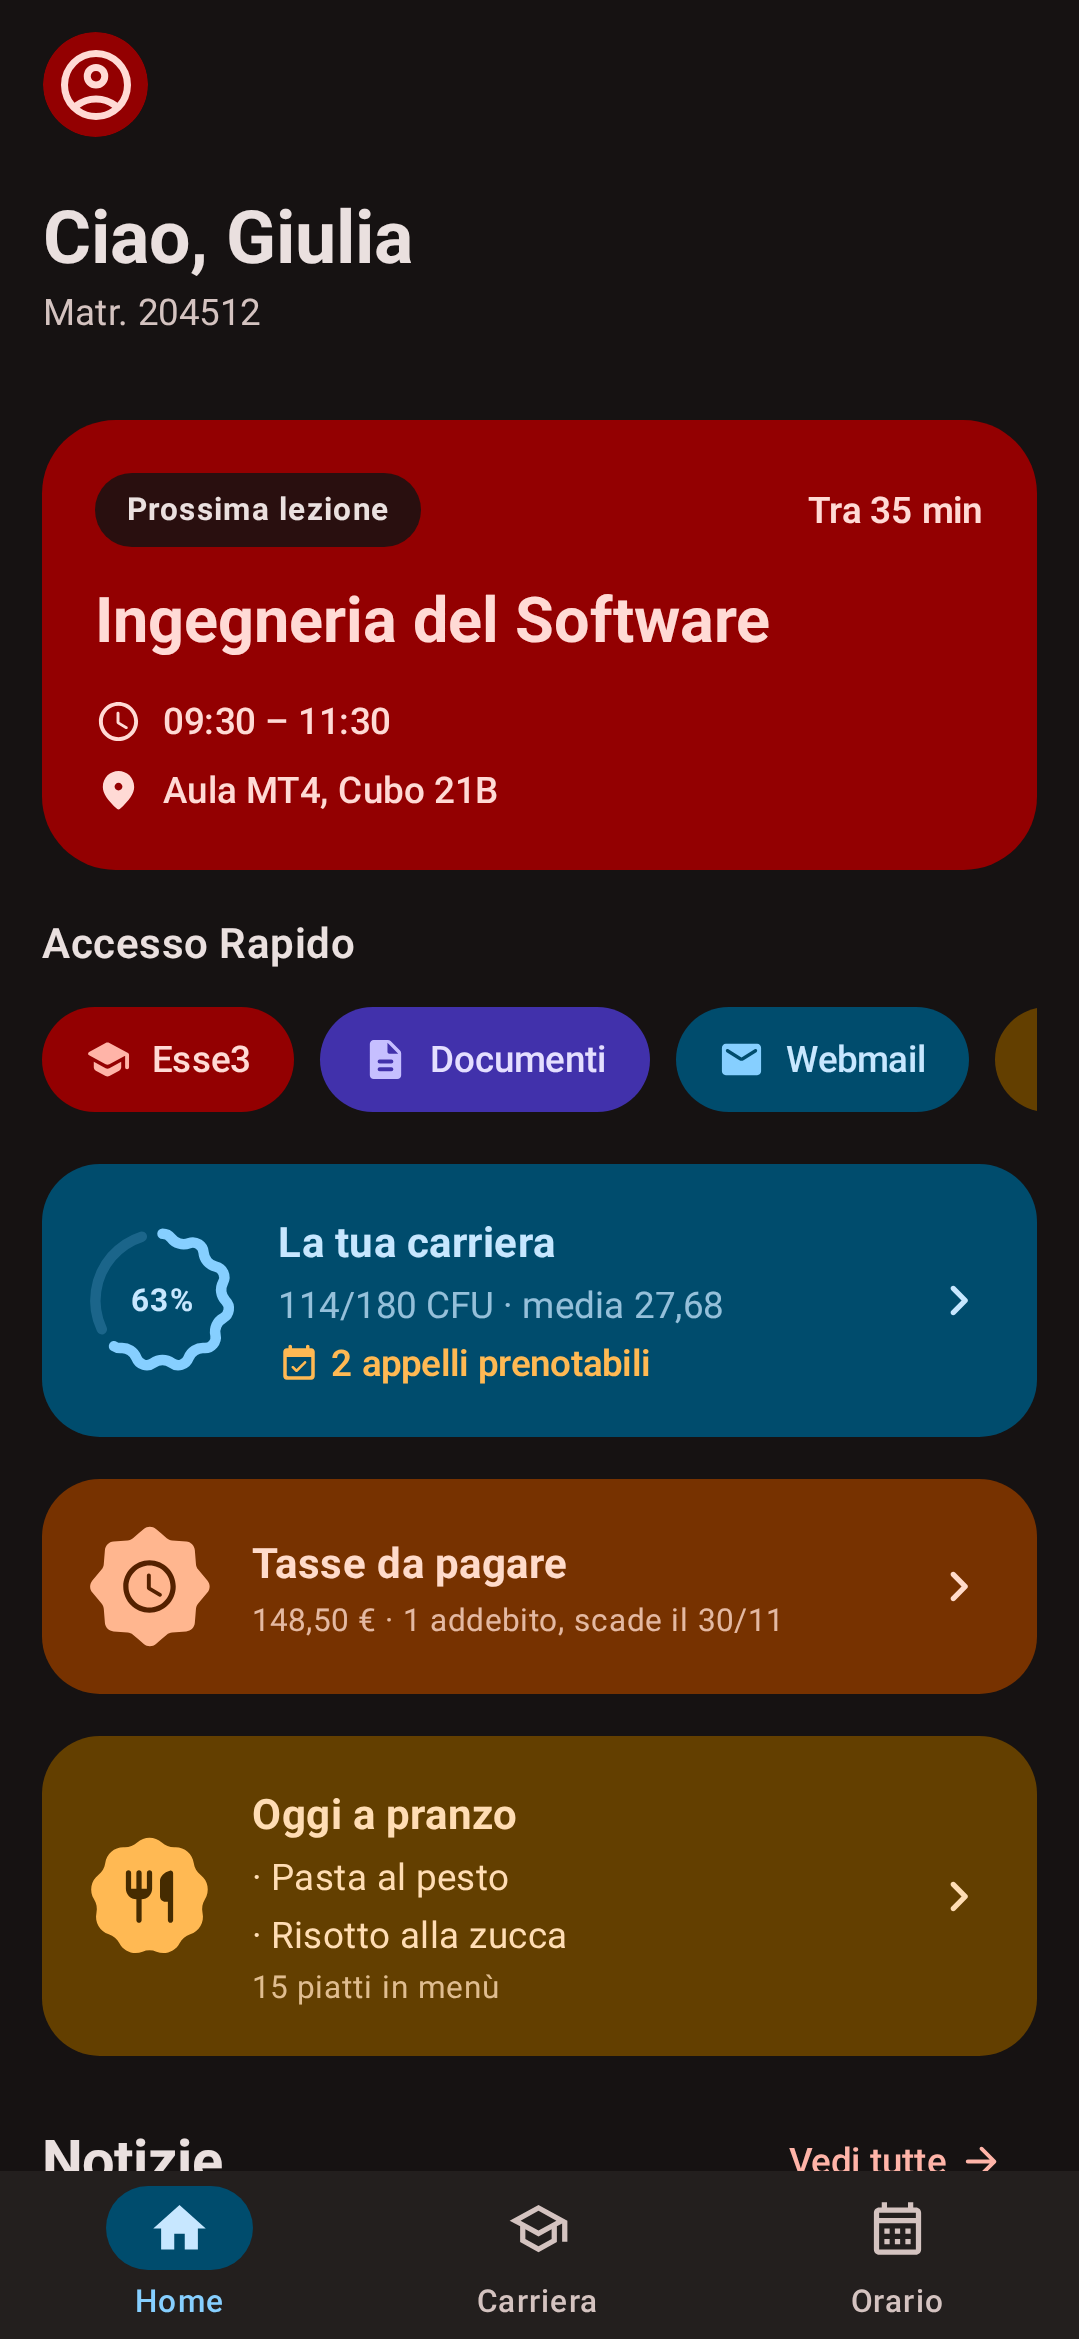 Ciao, Giulia
Matr. 204512
Prossima lezione
Tra 35 min
Ingegneria del Software
09:30 – 11:30
Aula MT4, Cubo 21B
Accesso Rapido
Esse3
Documenti
Webmail
63%
La tua carriera
114/180 CFU · media 27,68
2 appelli prenotabili
Tasse da pagare
148,50 € · 1 addebito, scade il 30/11
Oggi a pranzo
· Pasta al pesto
· Risotto alla zucca
15 piatti in menù
Notizie
Vedi tutte
Home
Carriera
Orario